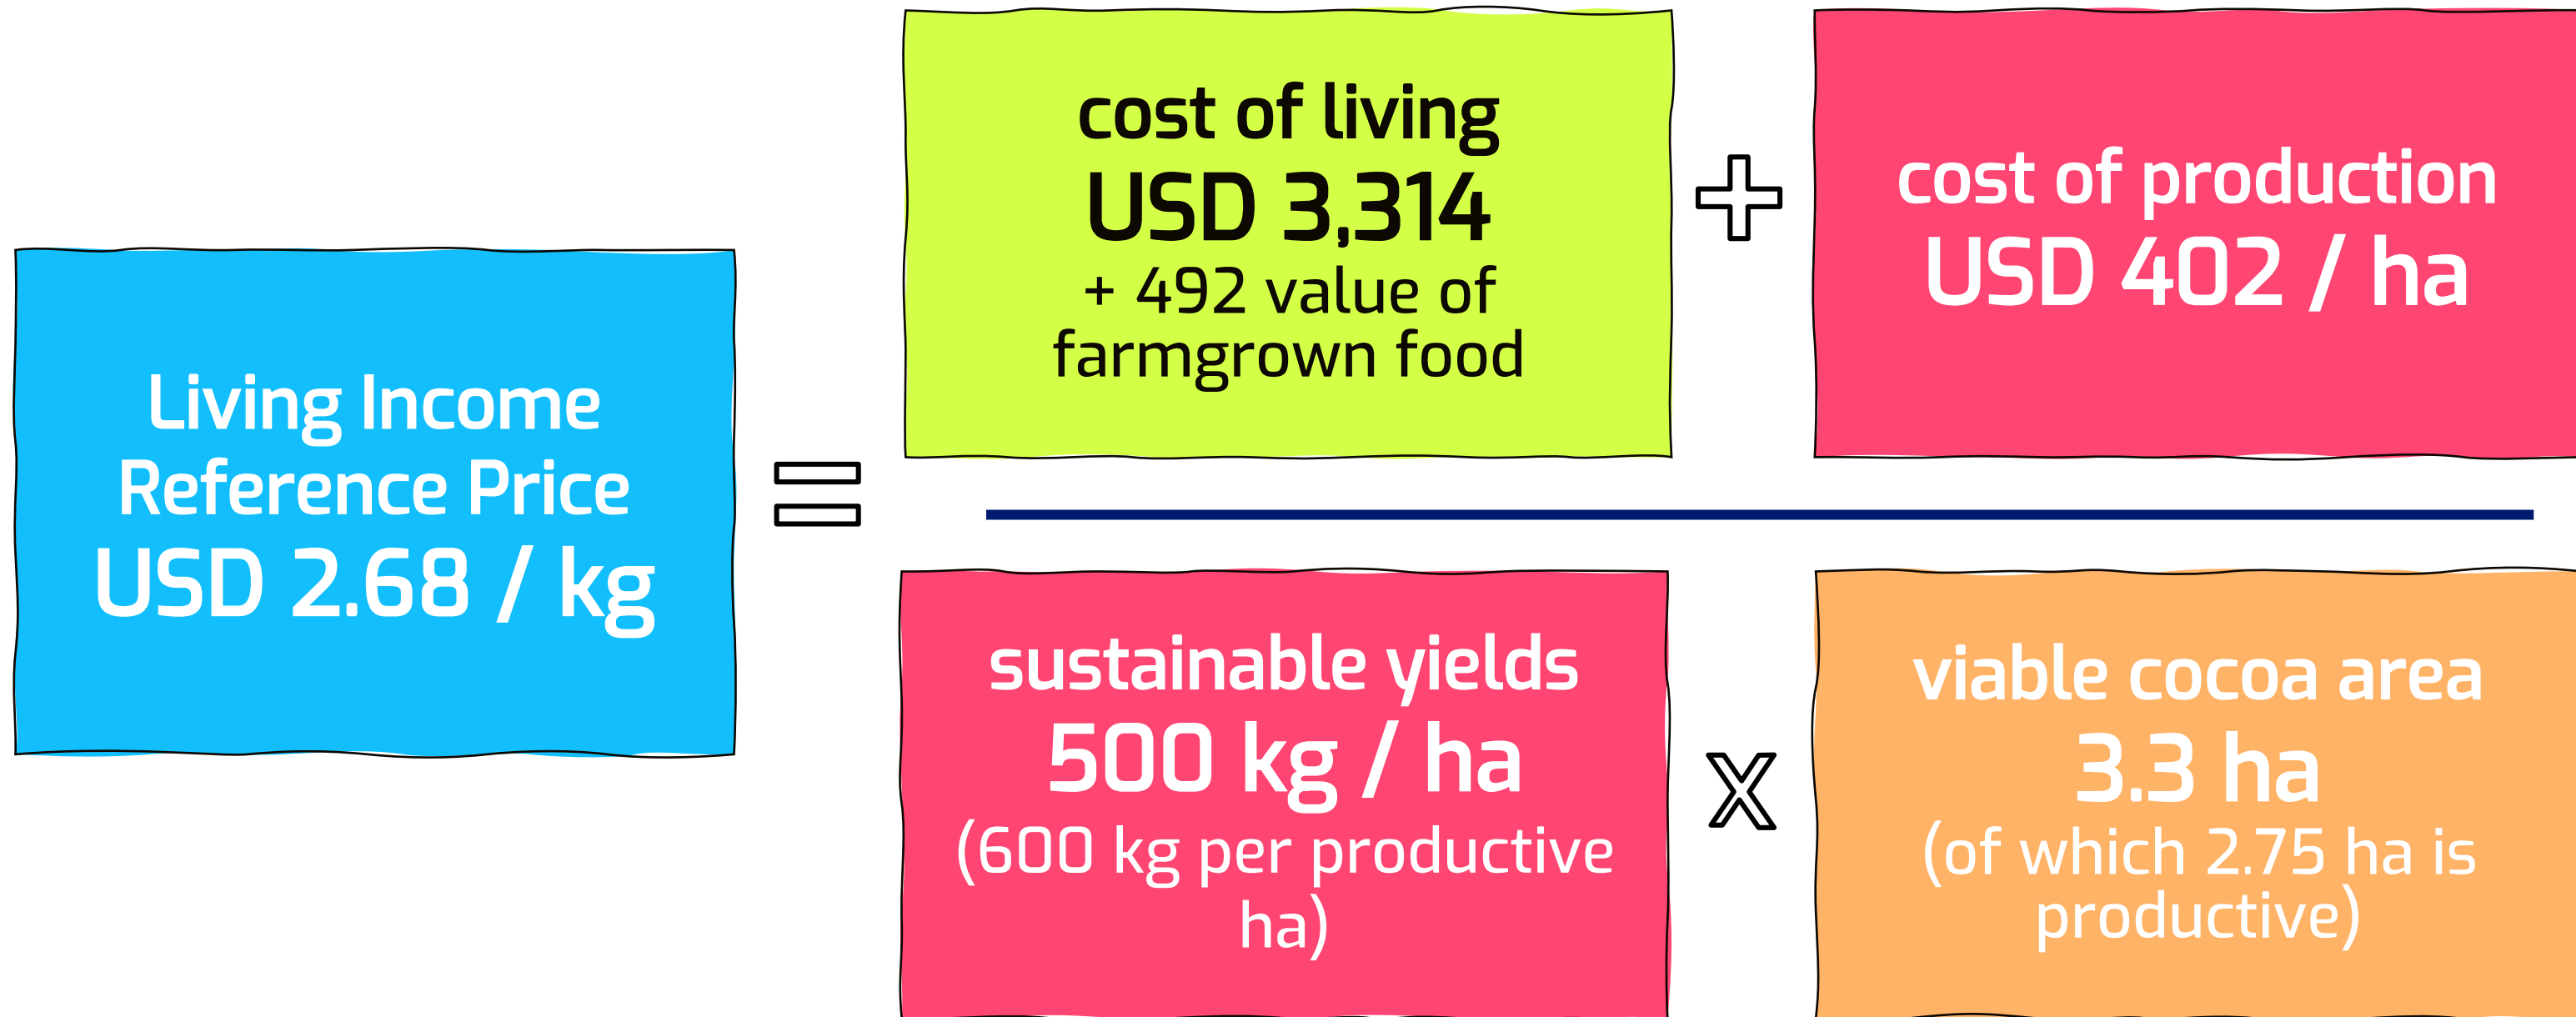 cost of living
USD 3,314
+ 492 value of
farmgrown food
cost of production
USD 402 / ha
Living Income
Reference Price
USD 2.68 / kg
sustainable yields
500 kg / ha
(600 kg per productive
ha)
viable cocoa area
3.3 ha
(of which 2.75 ha is
productive)